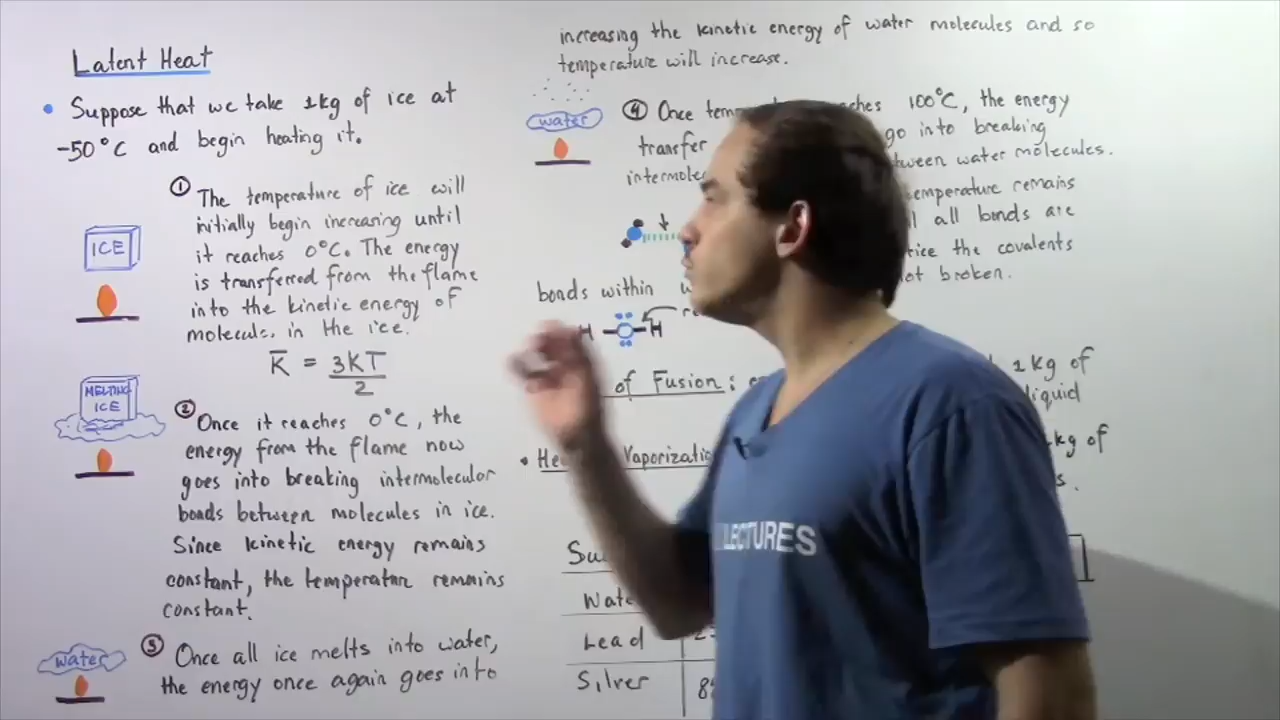 Latent Heat
• Suppose that we take 1kg of ice at
-50°C and begin heating it.
① The temperature of ice will
initially begin increasing until
it reaches 0°C. The energy
is transferred from the flame
into the kinetic energy of
molecules in the ice.
ICE
K̄ = 3KT
2
MELTING
ICE
② Once it reaches 0°C, the
energy from the flame now
goes into breaking intermolecular
bonds between molecules in ice.
Since kinetic energy remains
constant, the temperature remains
constant.
water
③ Once all ice melts into water,
the energy once again goes into
increasing the kinetic energy of water molecules and so
temperature will increase.
water
④ Once 100°C, the energy
transfer go into breaking
between water molecules.
temperature remains
all bonds are
the covalents
not broken.
bonds within
H H
of Fusion: 1kg of
liquid
• Vaporization kg of
Water
Lead
Silver
LECTURES